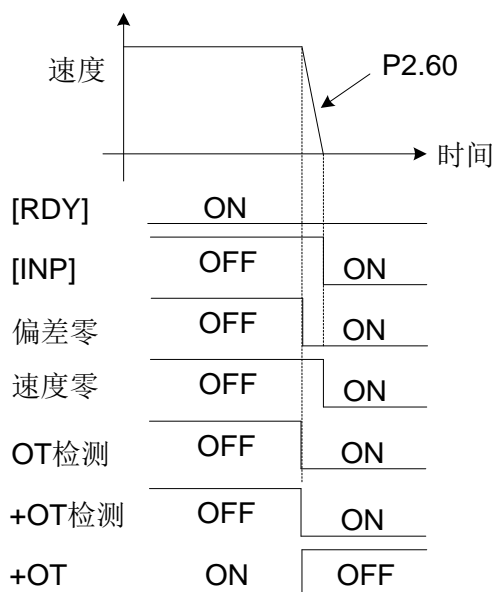 速度
P2.60
时间
[RDY] ON
[INP] OFF ON
偏差零 OFF ON
速度零 OFF ON
OT检测 OFF ON
+OT检测 OFF ON
+OT ON OFF